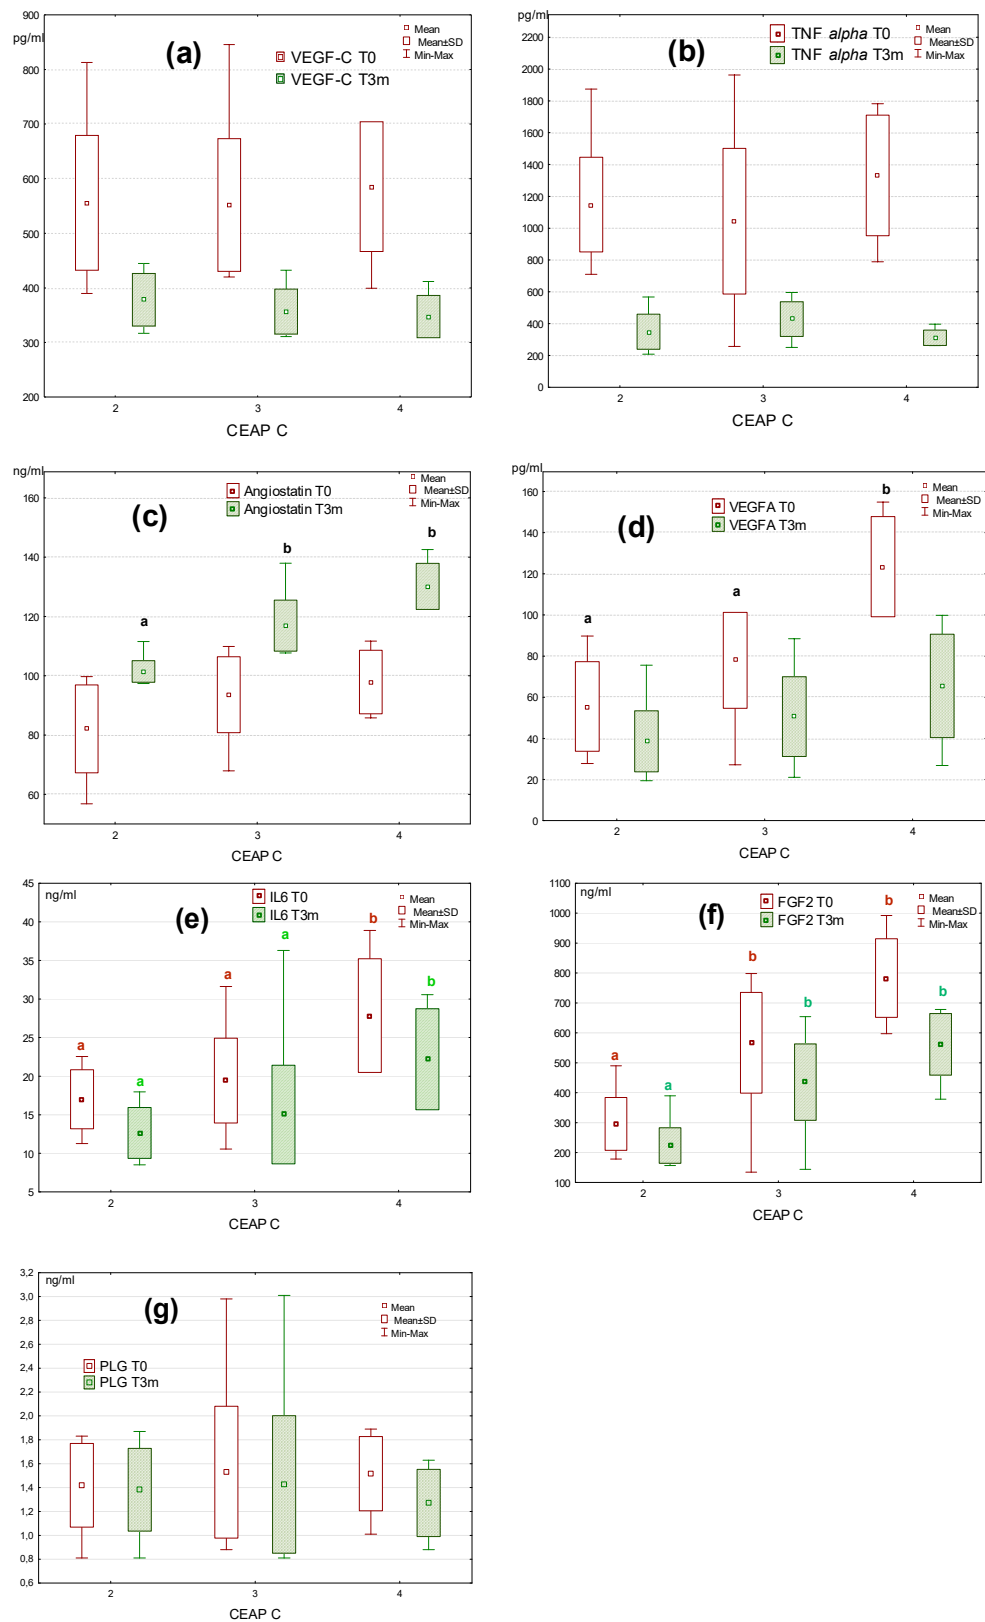 900
pg/ml
800
700
600
500
400
300
200
(a)
VEGF-C T0
VEGF-C T3m
Mean
Mean±SD
Min-Max
2 3 4
CEAP C
pg/ml
2200
2000
1800
1600
1400
1200
1000
800
600
400
200
0
(b)
TNF alpha T0
TNF alpha T3m
Mean
Mean±SD
Min-Max
2 3 4
CEAP C
ng/ml
160
140
120
100
80
60
(c)
Angiostatin T0
Angiostatin T3m
Mean
Mean±SD
Min-Max
a b b
2 3 4
CEAP C
pg/ml
160
140
120
100
80
60
40
20
0
(d)
VEGFA T0
VEGFA T3m
Mean
Mean±SD
Min-Max
a a b
2 3 4
CEAP C
45
ng/ml
40
35
30
25
20
15
10
5
(e)
IL6 T0
IL6 T3m
Mean
Mean±SD
Min-Max
a a a a b b
2 3 4
CEAP C
1100
ng/ml
1000
900
800
700
600
500
400
300
200
100
(f)
FGF2 T0
FGF2 T3m
Mean
Mean±SD
Min-Max
a a b b b b
2 3 4
CEAP C
3,2
ng/ml
3,0
2,8
2,6
2,4
2,2
2,0
1,8
1,6
1,4
1,2
1,0
0,8
0,6
(g)
PLG T0
PLG T3m
Mean
Mean±SD
Min-Max
2 3 4
CEAP C